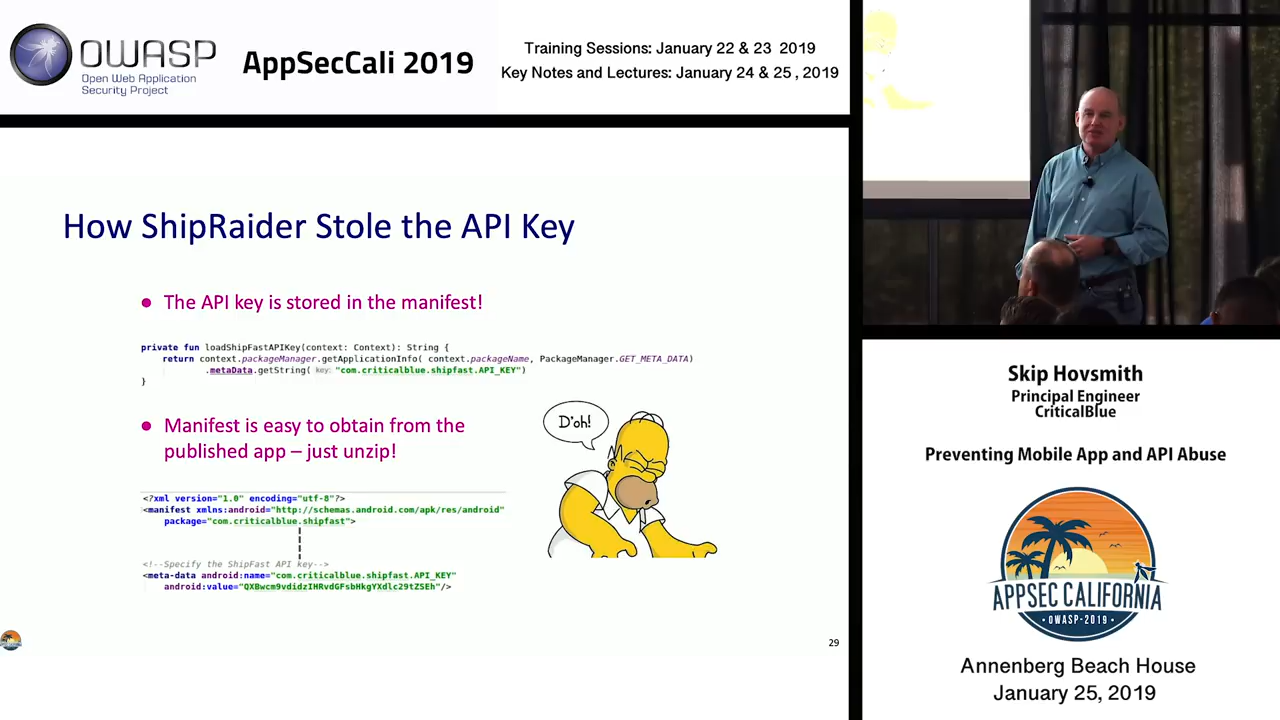 OWASP
Open Web Application
Security Project
AppSecCali 2019
Training Sessions: January 22 & 23 2019
Key Notes and Lectures: January 24 & 25, 2019
How ShipRaider Stole the API Key
● The API key is stored in the manifest!
private fun loadShipFastAPIKey(context: Context): String {
return context.packageManager.getApplicationInfo( context.packageName, PackageManager.GET_META_DATA)
.metaData.getString( key: "com.criticalblue.shipfast.API_KEY")
}
● Manifest is easy to obtain from the
published app – just unzip!
D'oh!
<?xml version="1.0" encoding="utf-8"?>
<manifest xmlns:android="http://schemas.android.com/apk/res/android"
package="com.criticalblue.shipfast">
<!--Specify the ShipFast API key-->
<meta-data android:name="com.criticalblue.shipfast.API_KEY"
android:value="QXBwcm9vdidzIHRvdGFsbHkgYXdlc29tZSEh"/>
29
Skip Hovsmith
Principal Engineer
CriticalBlue
Preventing Mobile App and API Abuse
APPSEC CALIFORNIA
OWASP-2019
Annenberg Beach House
January 25, 2019